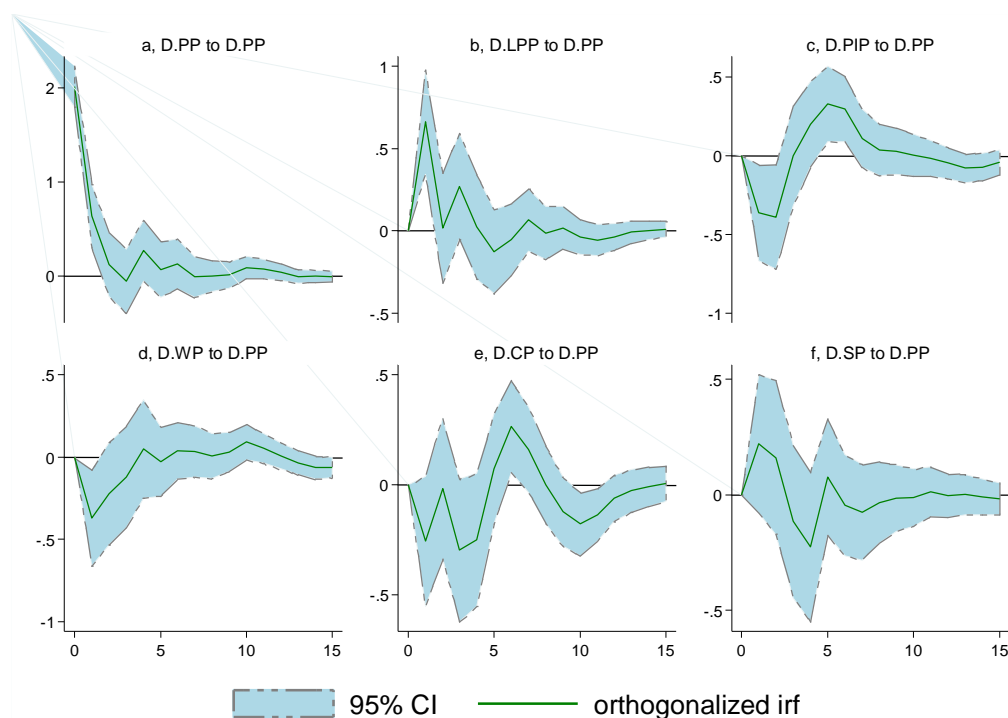 a, D.PP to D.PP
2
1
0
b, D.LPP to D.PP
1
.5
0
-.5
c, D.PIP to D.PP
.5
0
-.5
-1
d, D.WP to D.PP
.5
0
-.5
-1
0 5 10 15
e, D.CP to D.PP
.5
0
-.5
0 5 10 15
f, D.SP to D.PP
.5
0
-.5
0 5 10 15
95% CI orthogonalized irf